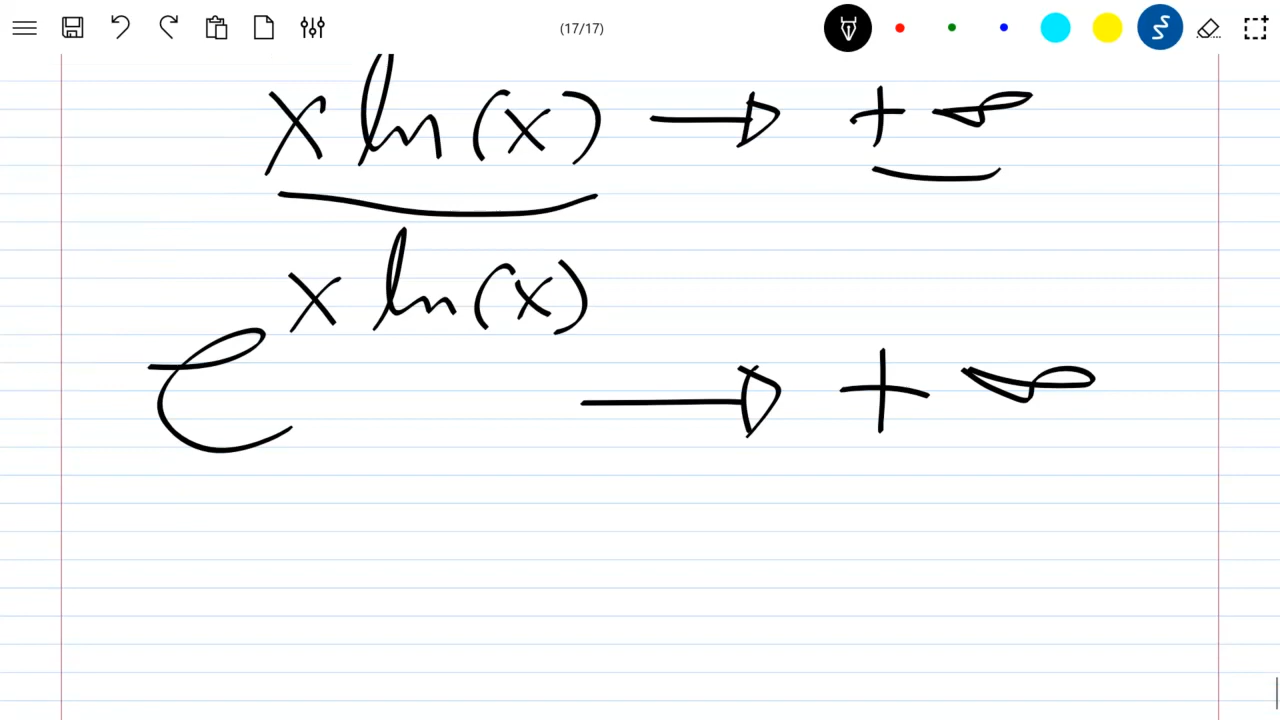 (17/17)
x ln(x) → +∞
e^{x ln(x)} → +∞